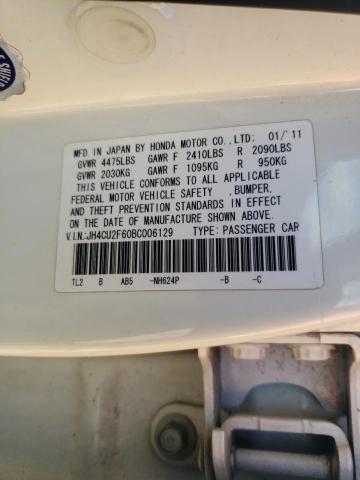 SHIELD
MFD. IN JAPAN BY HONDA MOTOR CO.,LTD. 01/'11
GVWR 4475LBS GAWR F 2410LBS R 2090LBS
GVWR 2030KG GAWR F 1095KG R 950KG
THIS VEHICLE CONFORMS TO ALL APPLICABLE
FEDERAL MOTOR VEHICLE SAFETY ,BUMPER,
AND THEFT PREVENTION STANDARDS IN EFFECT
ON THE DATE OF MANUFACTURE SHOWN ABOVE.
V.I.N.:JH4CU2F60BC006129 TYPE:PASSENGER CAR
TL2 B AB5 -NH624P -B -C